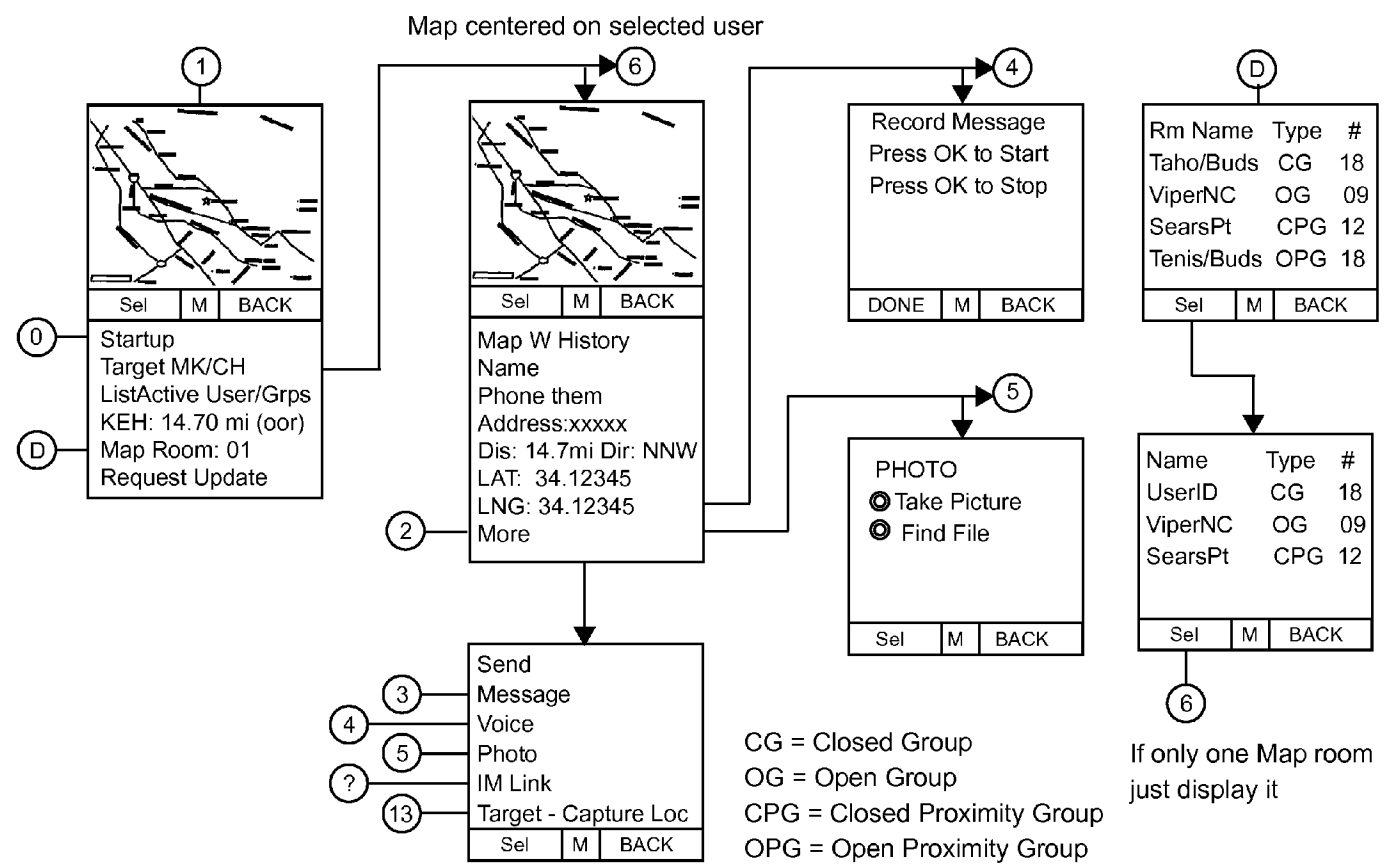 Map centered on selected user
1
Sel M BACK
0
Startup
Target MK/CH
ListActive User/Grps
KEH: 14.70 mi (oor)
D
Map Room: 01
Request Update
6
Sel M BACK
Map W History
Name
Phone them
Address:xxxxx
Dis: 14.7mi Dir: NNW
LAT: 34.12345
LNG: 34.12345
2
More
Send
3
Message
4
Voice
5
Photo
?
IM Link
13
Target - Capture Loc
Sel M BACK
4
Record Message
Press OK to Start
Press OK to Stop
DONE M BACK
5
PHOTO
Take Picture
Find File
Sel M BACK
D
Rm Name Type #
Taho/Buds CG 18
ViperNC OG 09
SearsPt CPG 12
Tenis/Buds OPG 18
Sel M BACK
Name Type #
UserID CG 18
ViperNC OG 09
SearsPt CPG 12
Sel M BACK
6
If only one Map room
just display it
CG = Closed Group
OG = Open Group
CPG = Closed Proximity Group
OPG = Open Proximity Group